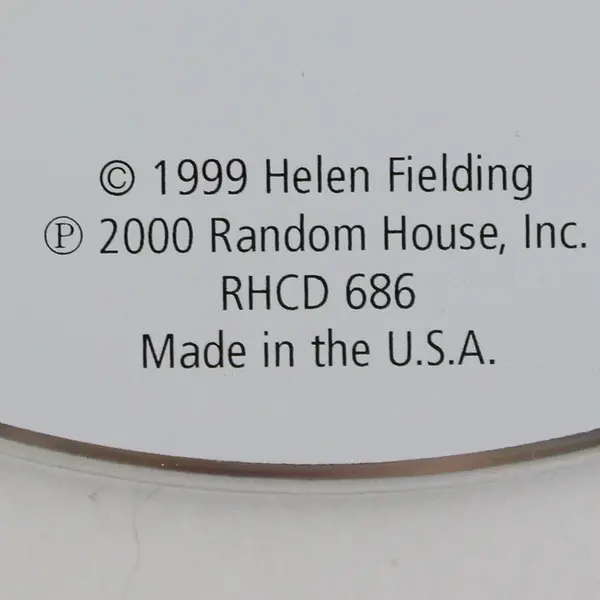 © 1999 Helen Fielding
℗ 2000 Random House, Inc.
RHCD 686
Made in the U.S.A.